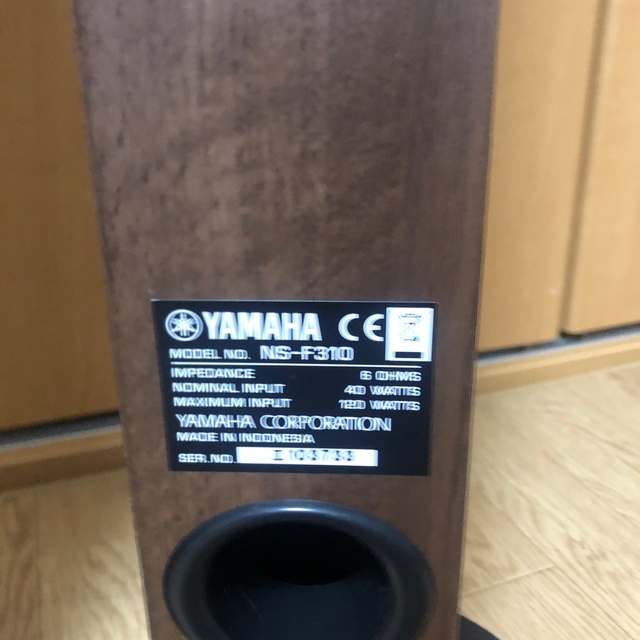 YAMAHA CE
MODEL NO. NS-F310
IMPEDANCE 6 OHMS
NOMINAL INPUT 40 WATTS
MAXIMUM INPUT 120 WATTS
YAMAHA CORPORATION
MADE IN INDONESIA
SER. NO.